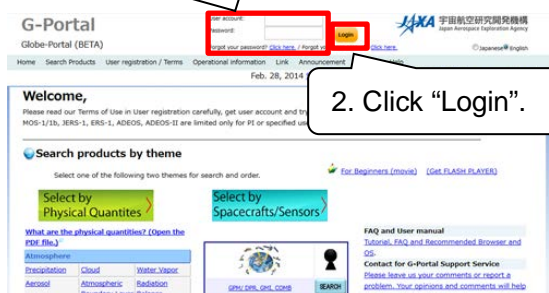 G-Portal
Globe-Portal (BETA)
User account:
Password:
Login
Forgot your password? Click here. / Forgot y
Click here.
JAXA 宇宙航空研究開発機構
Japan Aerospace Exploration Agency
Japanese English
Home Search Products User registration / Terms Operational information Link Announcement Help
Feb. 28, 2014
2. Click “Login”.
Welcome,
Please read our Terms of Use in User registration carefully, get user account and try
MOS-1/1b, JERS-1, ERS-1, ADEOS, ADEOS-II are limited only for PI or specified use
Search products by theme
Select one of the following two themes for search and order.
For Beginners (movie) (Get FLASH PLAYER)
Select by
Physical Quantites
Select by
Spacecrafts/Sensors
What are the physical quantities? (Open the
PDF file.)
Atmosphere
Precipitation Cloud Water Vapor
Aerosol Atmospheric Radiation
GPM: DPR, GMI, COMB
SEARCH
FAQ and User manual
Tutorial, FAQ and Recommended Browser and
OS.
Contact for G-Portal Support Service
Please leave us your comments or report a
problem. Your opinions and comments will help